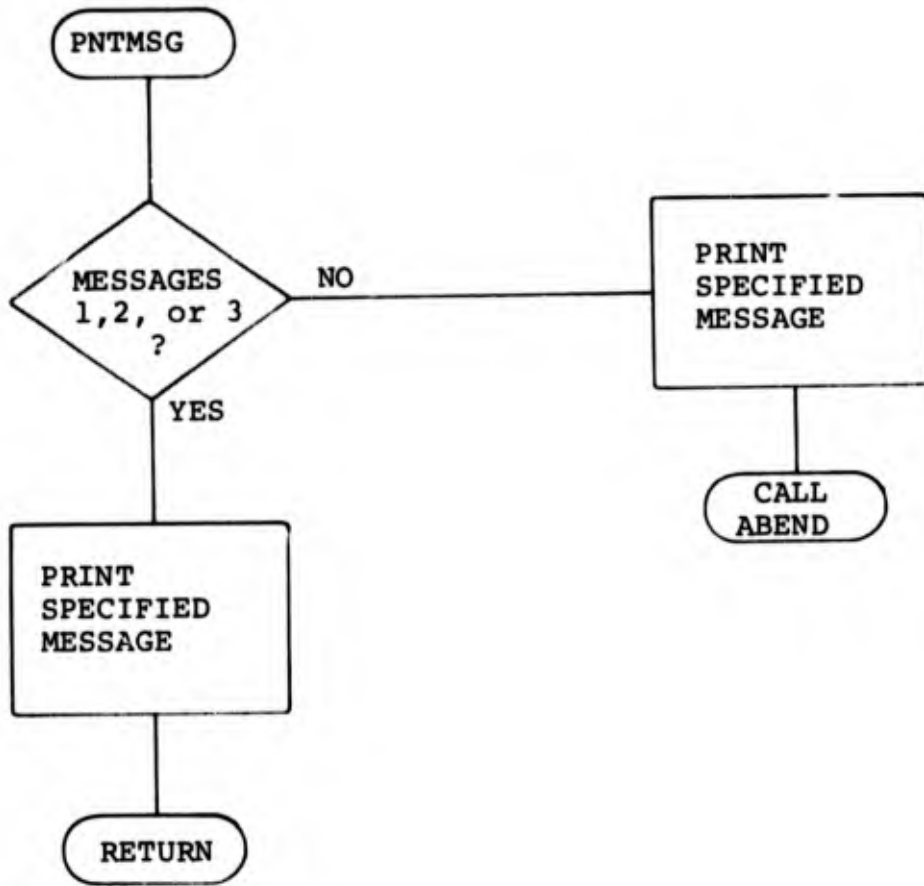 PNTMSG
MESSAGES
1,2, or 3
?
NO
YES
PRINT
SPECIFIED
MESSAGE
CALL
ABEND
PRINT
SPECIFIED
MESSAGE
RETURN